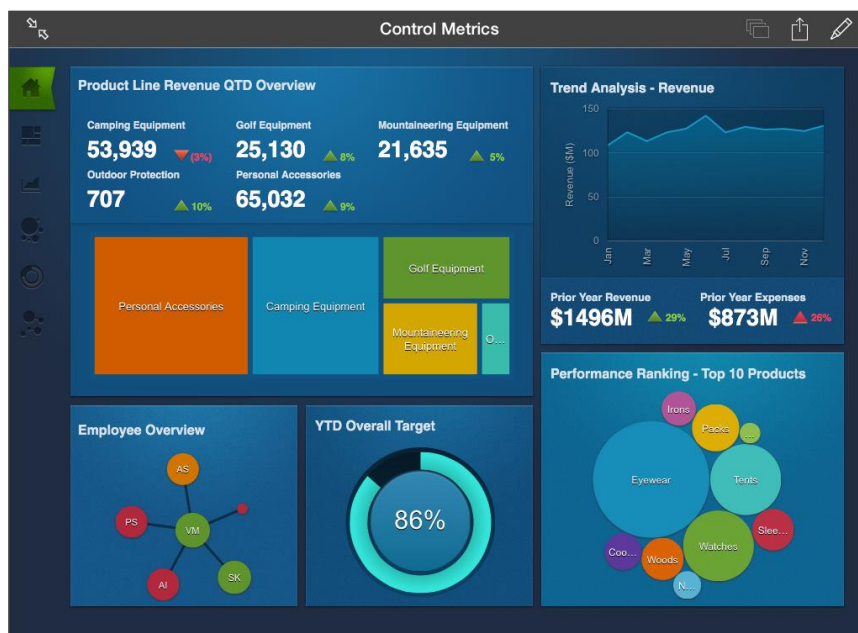 Control Metrics
Product Line Revenue QTD Overview
Camping Equipment
53,939 (3%)
Golf Equipment
25,130 8%
Mountaineering Equipment
21,635 5%
Outdoor Protection
707 10%
Personal Accessories
65,032 9%
Personal Accessories
Camping Equipment
Golf Equipment
Mountaineering
Equipment
O...
Trend Analysis - Revenue
Revenue ($M)
150
100
50
0
Jan
Mar
May
Jul
Sep
Nov
Prior Year Revenue
$1496M 29%
Prior Year Expenses
$873M 26%
Employee Overview
AS
PS
VM
AI
SK
YTD Overall Target
86%
Performance Ranking - Top 10 Products
Irons
Packs
...
Eyewear
Tents
Slee...
Watches
Coo...
Woods
N...